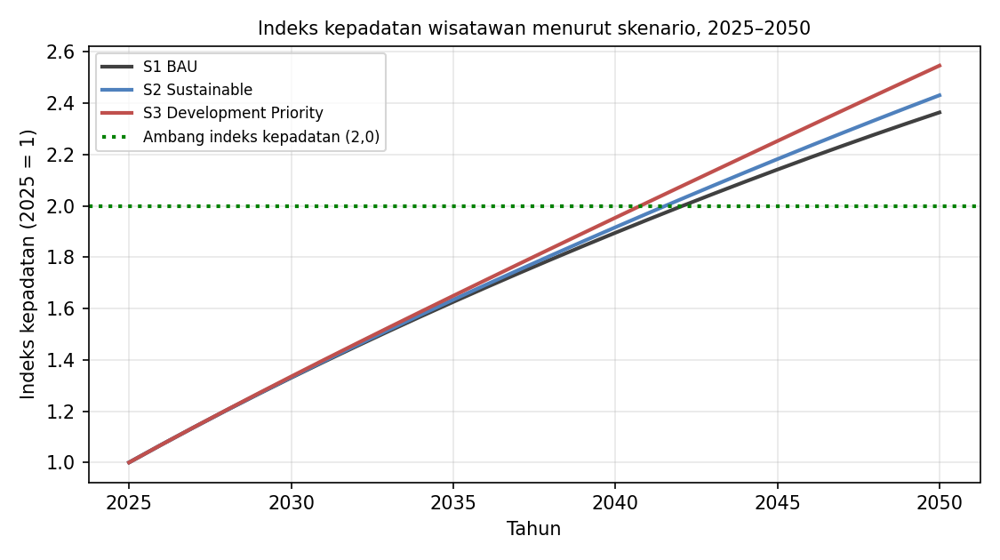 Indeks kepadatan wisatawan menurut skenario, 2025–2050
S1 BAU
S2 Sustainable
S3 Development Priority
Ambang indeks kepadatan (2,0)
Indeks kepadatan (2025 = 1)
2.6
2.4
2.2
2.0
1.8
1.6
1.4
1.2
1.0
2025 2030 2035 2040 2045 2050
Tahun